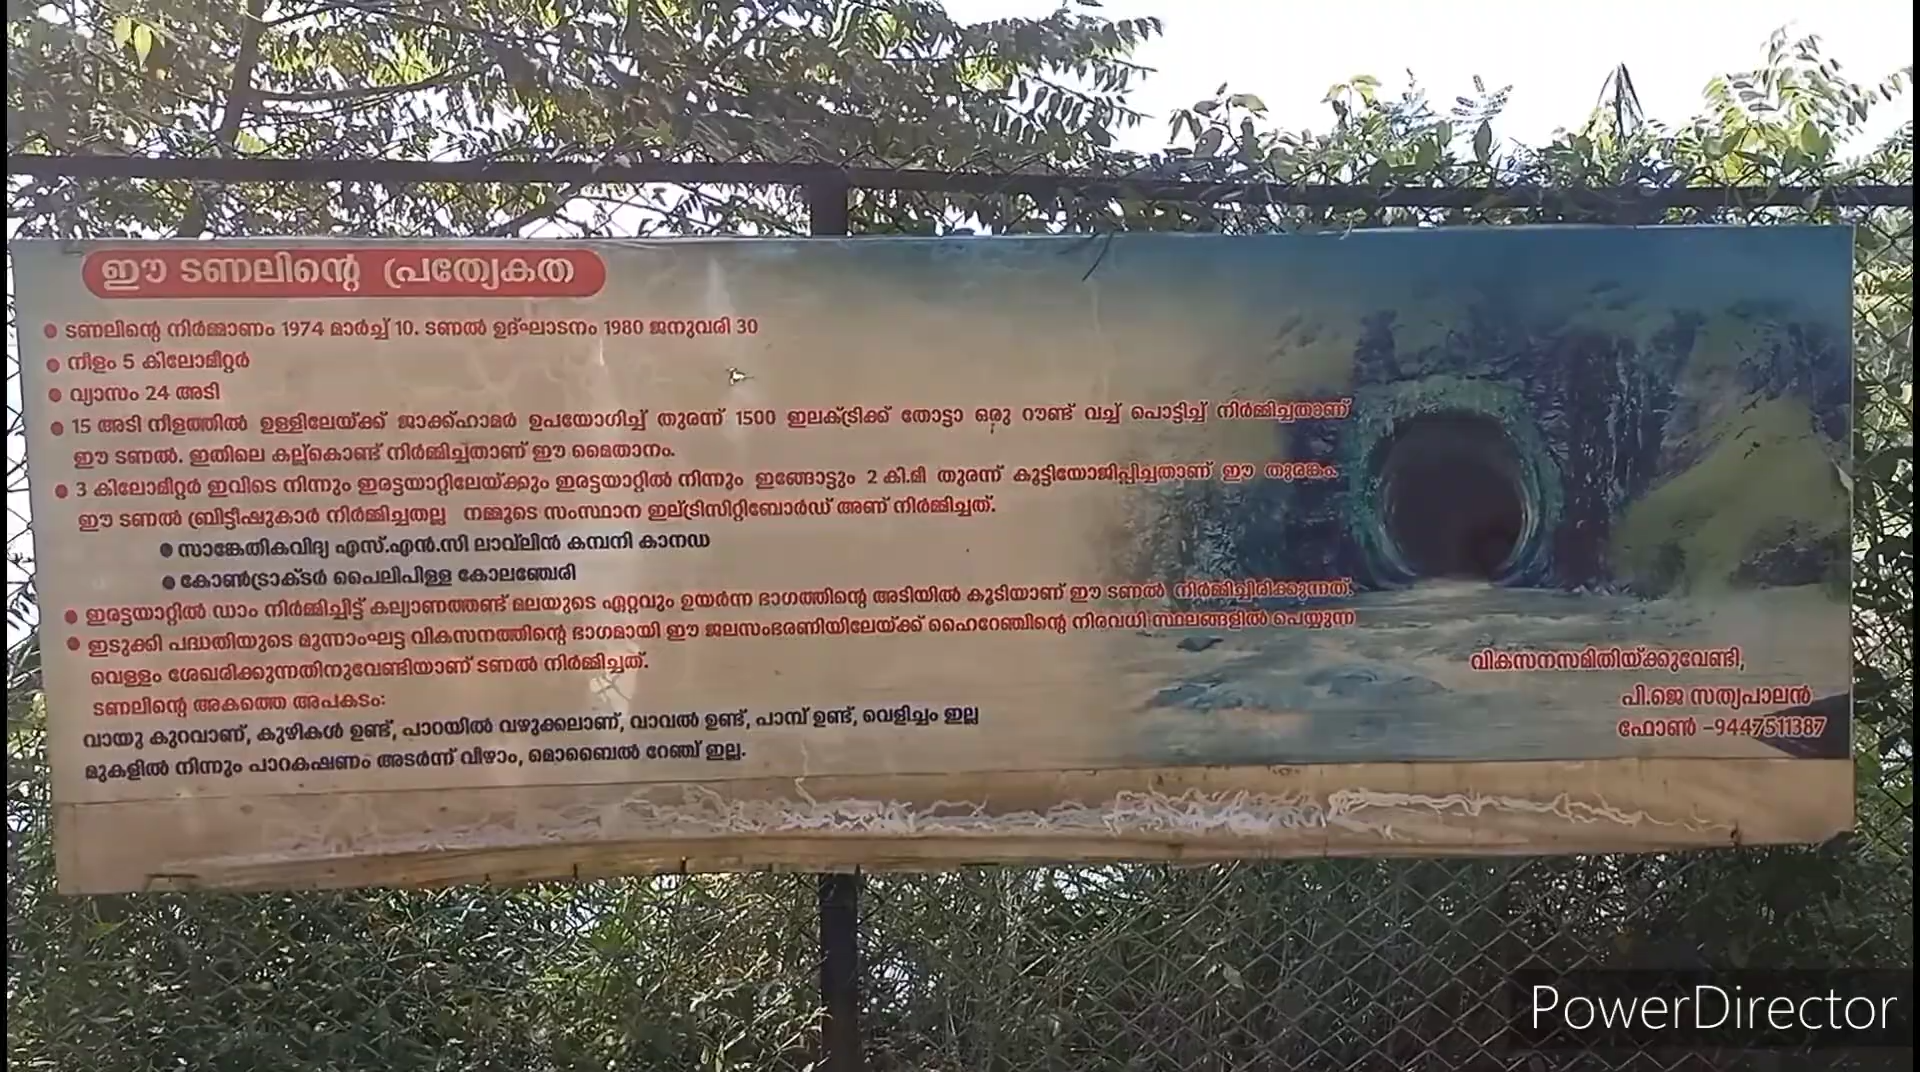 ഈ ടണലിന്റെ പ്രത്യേകത
● ടണലിന്റെ നിർമ്മാണം 1974 മാർച്ച് 10. ടണൽ ഉദ്ഘാടനം 1980 ജനുവരി 30
● നീളം 5 കിലോമീറ്റർ
● വ്യാസം 24 അടി
● 15 അടി നീളത്തിൽ ഉള്ളിലേയ്ക്ക് ജാക്ക്ഹാമർ ഉപയോഗിച്ച് തുരന്ന് 1500 ഇലക്ട്രിക്ക് തോട്ടാ ഒരു റൗണ്ട് വച്ച് പൊട്ടിച്ച് നിർമ്മിച്ചതാണ്
ഈ ടണൽ. ഇതിലെ കല്ല്കൊണ്ട് നിർമ്മിച്ചതാണ് ഈ മൈതാനം.
● 3 കിലോമീറ്റർ ഇവിടെ നിന്നും ഇരട്ടയാറ്റിലേയ്ക്കും ഇരട്ടയാറ്റിൽ നിന്നും ഇങ്ങോട്ടും 2 കി.മീ തുരന്ന് കൂട്ടിയോജിപ്പിച്ചതാണ് ഈ തുരങ്കം.
ഈ ടണൽ ബ്രിട്ടീഷുകാർ നിർമ്മിച്ചതല്ല നമ്മൂടെ സംസ്ഥാന ഇല്ട്രിസിറ്റിബോർഡ് അണ് നിർമ്മിച്ചത്.
● സാങ്കേതികവിദ്യ എസ്.എൻ.സി ലാവ്‌ലിൻ കമ്പനി കാനഡ
● കോൺട്രാക്ടർ പൈലിപിള്ള കോലഞ്ചേരി
● ഇരട്ടയാറ്റിൽ ഡാം നിർമ്മിച്ചിട്ട് കല്യാണത്തണ്ട് മലയുടെ ഏറ്റവും ഉയർന്ന ഭാഗത്തിന്റെ അടിയിൽ കൂടിയാണ് ഈ ടണൽ നിർമ്മിച്ചിരിക്കുന്നത്.
● ഇടുക്കി പദ്ധതിയുടെ മൂന്നാംഘട്ട വികസനത്തിന്റെ ഭാഗമായി ഈ ജലസംഭരണിയിലേയ്ക്ക് ഹൈറേഞ്ചിന്റെ നിരവധി സ്ഥലങ്ങളിൽ പെയ്യുന്ന
വെള്ളം ശേഖരിക്കുന്നതിനുവേണ്ടിയാണ് ടണൽ നിർമ്മിച്ചത്.
ടണലിന്റെ അകത്തെ അപകടം:
വായു കുറവാണ്, കുഴികൾ ഉണ്ട്, പാറയിൽ വഴുക്കലാണ്, വാവൽ ഉണ്ട്, പാമ്പ് ഉണ്ട്, വെളിച്ചം ഇല്ല
മുകളിൽ നിന്നും പാറകഷണം അടർന്ന് വീഴാം, മൊബൈൽ റേഞ്ച് ഇല്ല.
വികസനസമിതിയ്ക്കുവേണ്ടി,
പി.ജെ സത്യപാലൻ
ഫോൺ -9447511387
PowerDirector